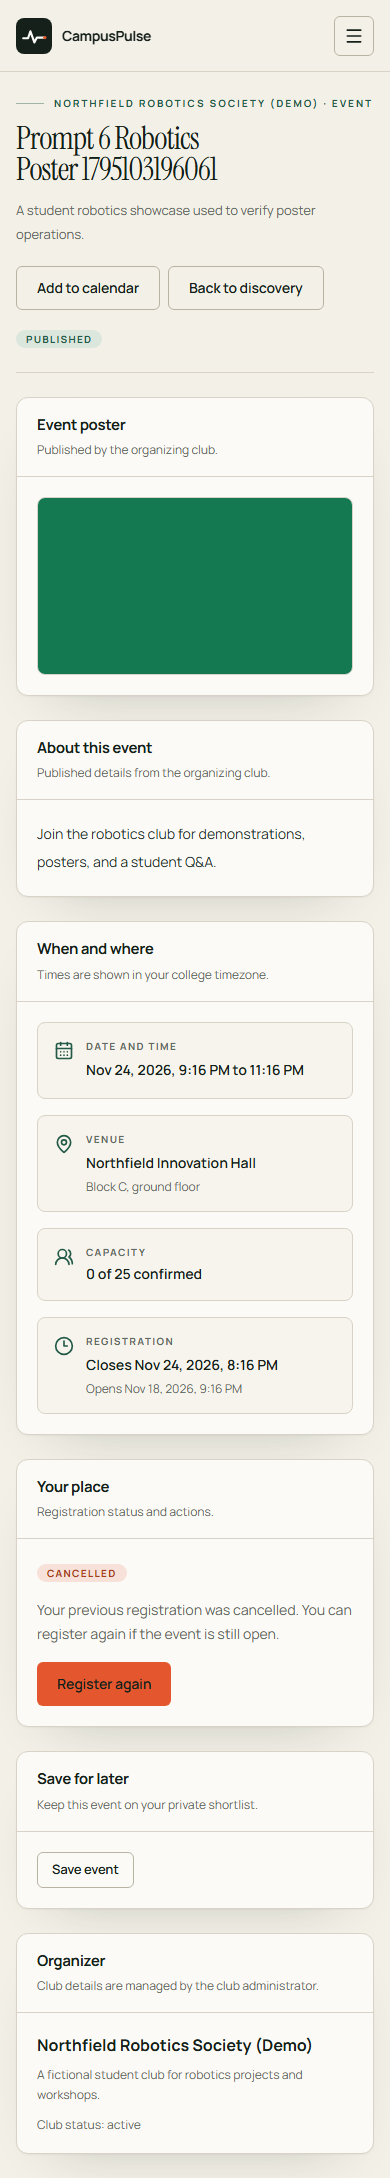 CampusPulse
NORTHFIELD ROBOTICS SOCIETY (DEMO) · EVENT
Prompt 6 Robotics
Poster 1795103196061
A student robotics showcase used to verify poster
operations.
Add to calendar
Back to discovery
PUBLISHED
Event poster
Published by the organizing club.
About this event
Published details from the organizing club.
Join the robotics club for demonstrations,
posters, and a student Q&A.
When and where
Times are shown in your college timezone.
DATE AND TIME
Nov 24, 2026, 9:16 PM to 11:16 PM
VENUE
Northfield Innovation Hall
Block C, ground floor
CAPACITY
0 of 25 confirmed
REGISTRATION
Closes Nov 24, 2026, 8:16 PM
Opens Nov 18, 2026, 9:16 PM
Your place
Registration status and actions.
CANCELLED
Your previous registration was cancelled. You can
register again if the event is still open.
Register again
Save for later
Keep this event on your private shortlist.
Save event
Organizer
Club details are managed by the club administrator.
Northfield Robotics Society (Demo)
A fictional student club for robotics projects and
workshops.
Club status: active